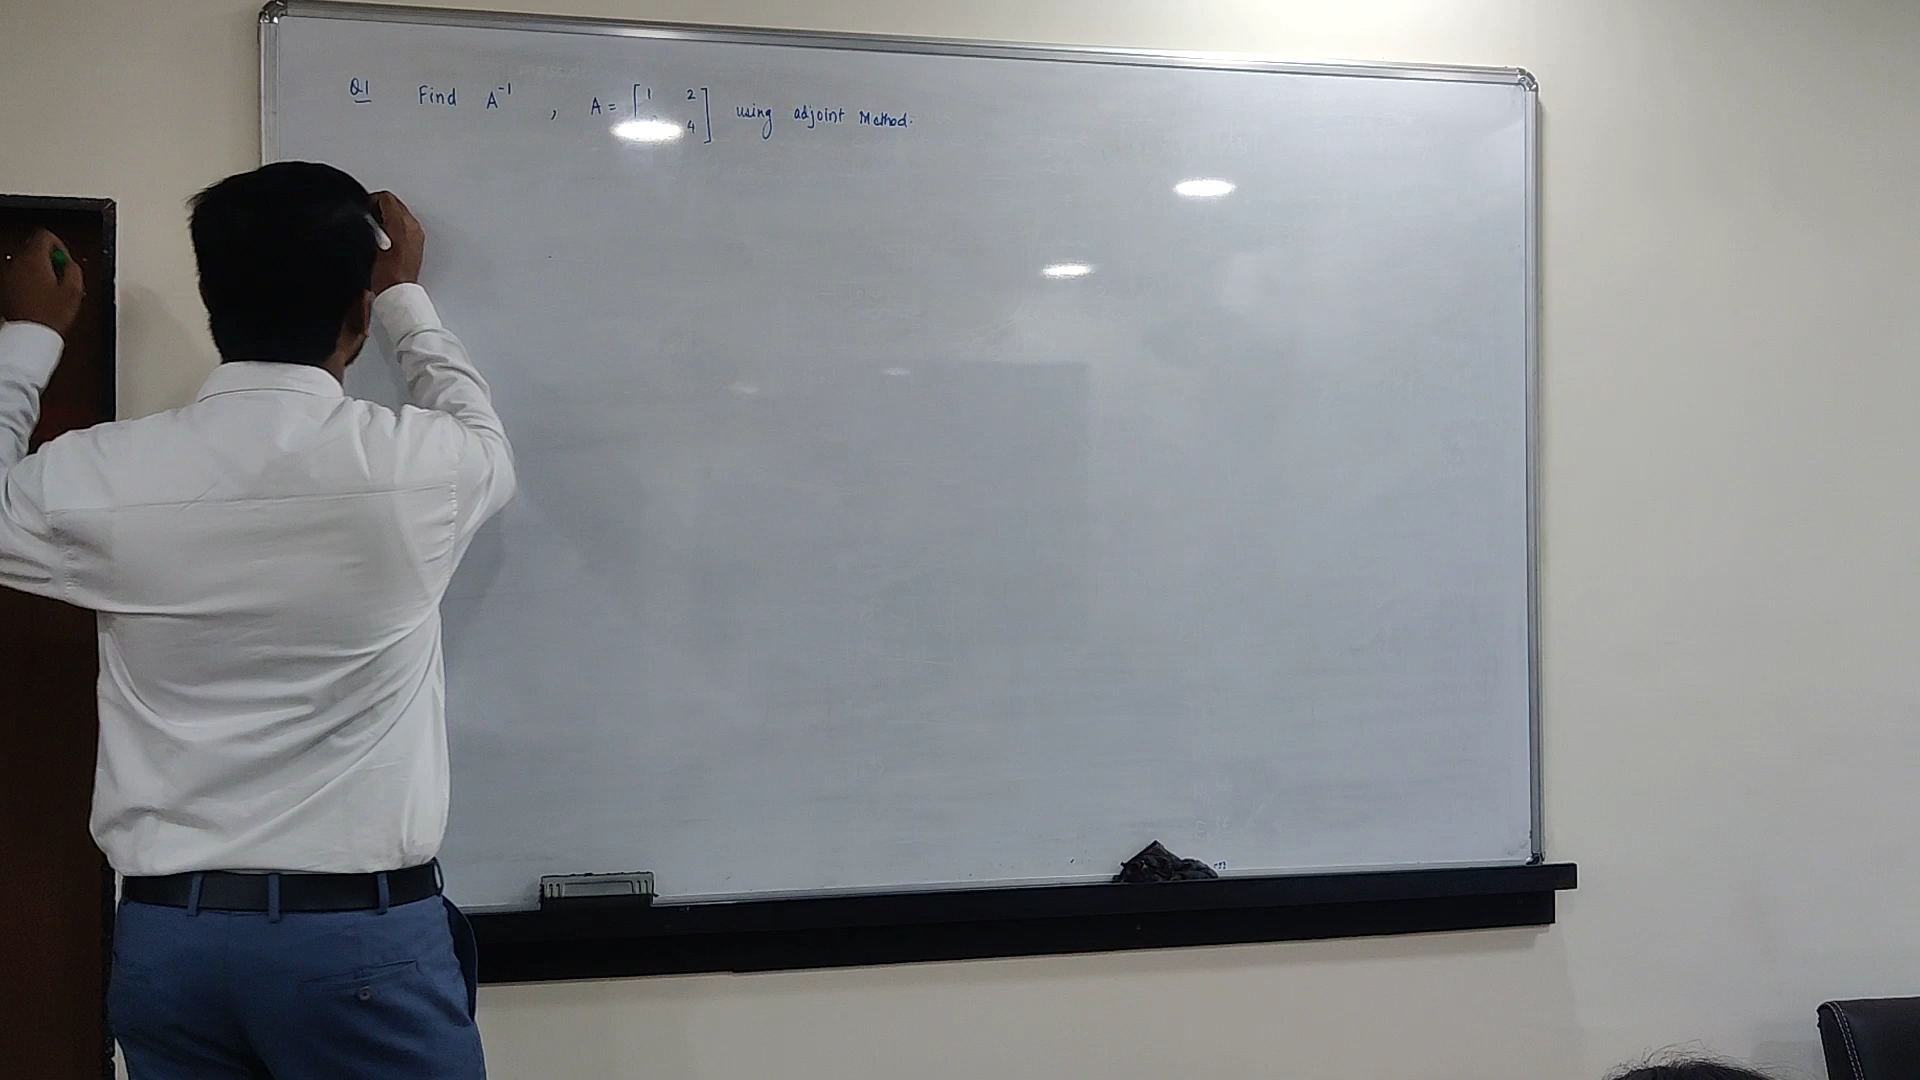 Q1 Find A⁻¹ , A = [1 2
4] using adjoint Method.